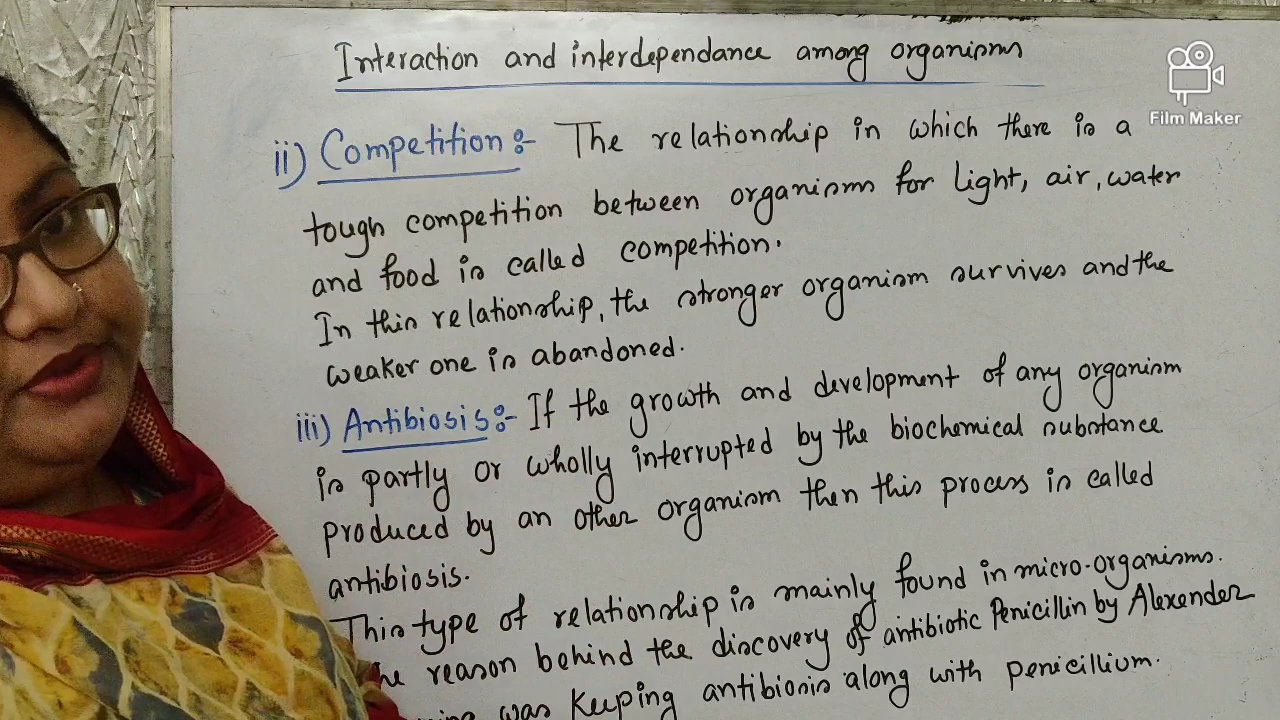 Interaction and interdependance among organisms
Film Maker
ii) Competition:- The relationship in which there is a
tough competition between organisms for light, air, water
and food is called competition.
In this relationship, the stronger organism survives and the
weaker one is abandoned.
iii) Antibiosis:- If the growth and development of any organism
is partly or wholly interrupted by the biochemical substance
produced by an other organism then this process is called
antibiosis.
This type of relationship is mainly found in micro-organisms.
reason behind the discovery of antibiotic Penicillin by Alexender
was keeping antibiosis along with penicillium.